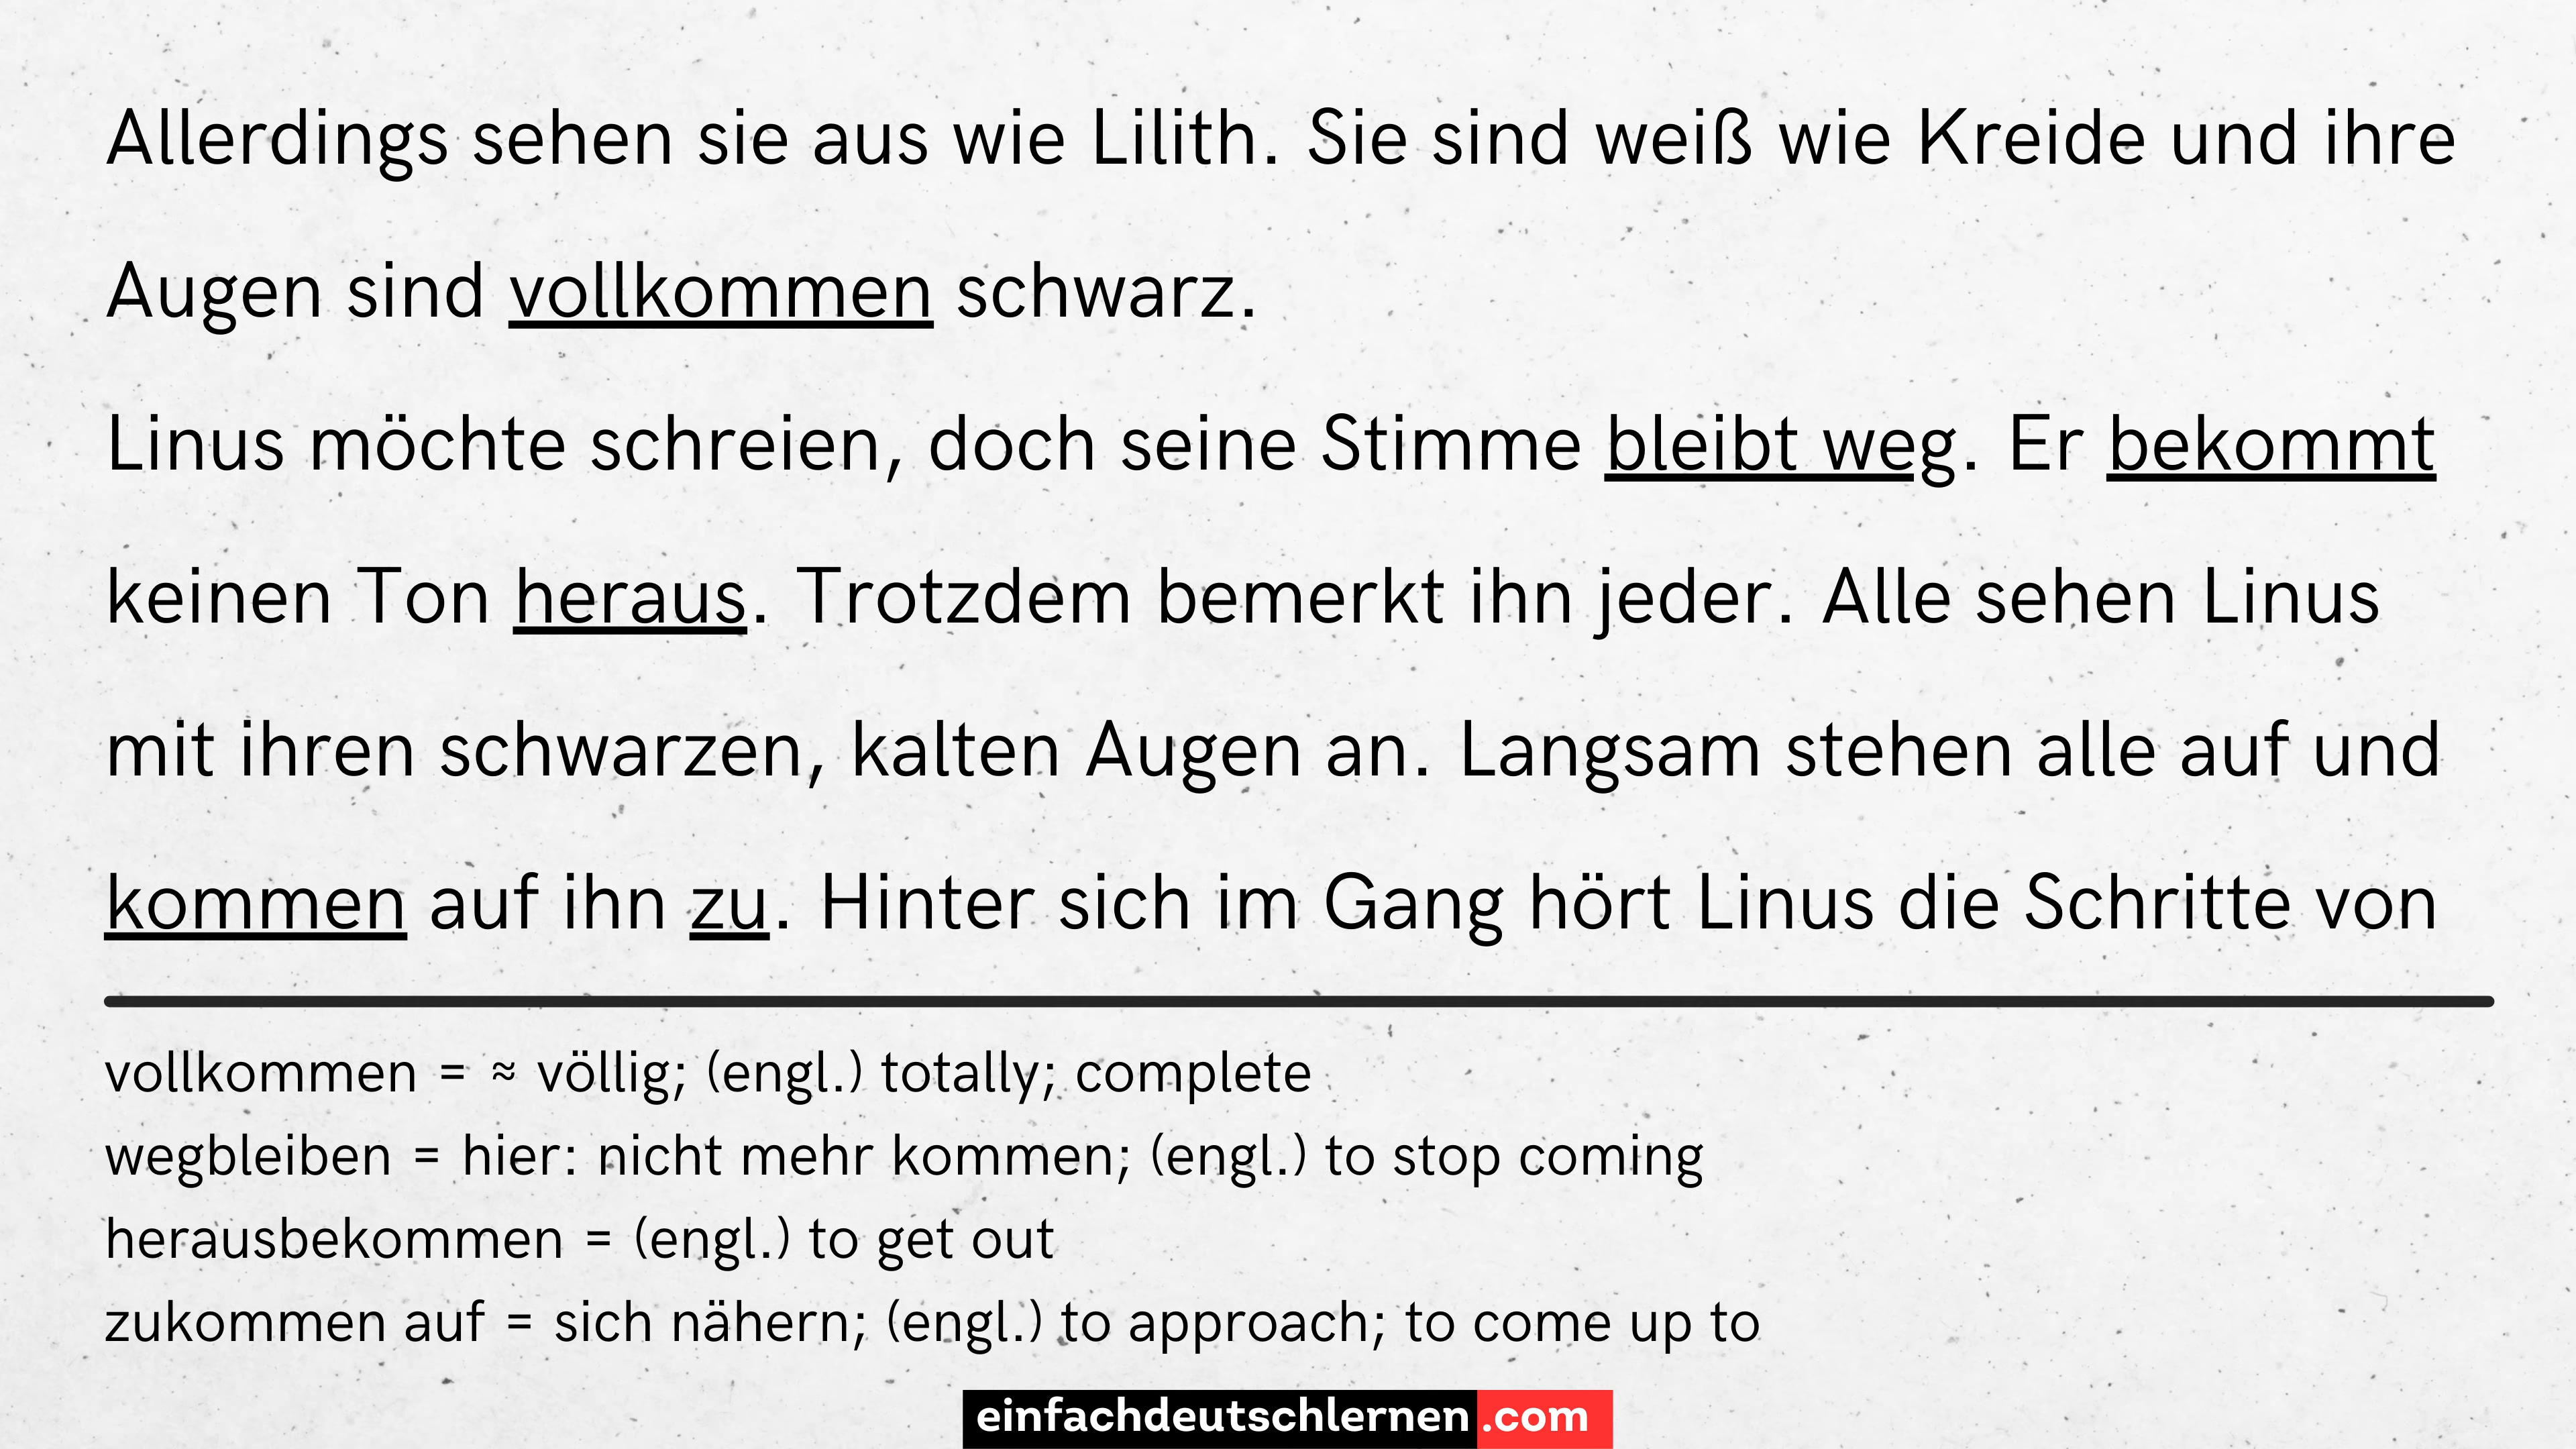 Allerdings sehen sie aus wie Lilith. Sie sind weiß wie Kreide und ihre
Augen sind vollkommen schwarz.
Linus möchte schreien, doch seine Stimme bleibt weg. Er bekommt
keinen Ton heraus. Trotzdem bemerkt ihn jeder. Alle sehen Linus
mit ihren schwarzen, kalten Augen an. Langsam stehen alle auf und
kommen auf ihn zu. Hinter sich im Gang hört Linus die Schritte von
vollkommen = ≈ völlig; (engl.) totally; complete
wegbleiben = hier: nicht mehr kommen; (engl.) to stop coming
herausbekommen = (engl.) to get out
zukommen auf = sich nähern; (engl.) to approach; to come up to
einfachdeutschlernen.com